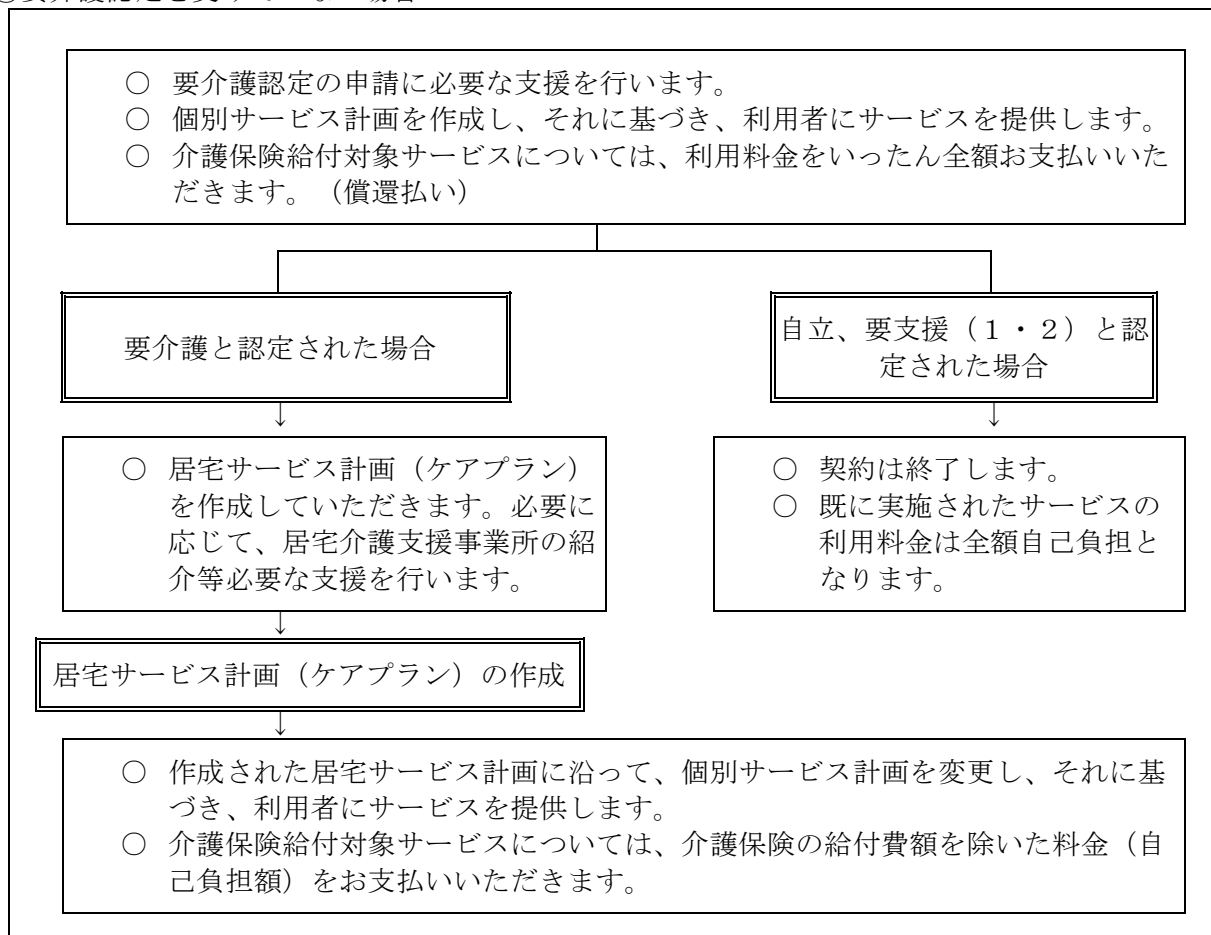 ○ 要介護認定の申請に必要な支援を行います。
○ 個別サービス計画を作成し、それに基づき、利用者にサービスを提供します。
○ 介護保険給付対象サービスについては、利用料金をいったん全額お支払いいた
だきます。（償還払い）
要介護と認定された場合
自立、要支援（１・２）と認
定された場合
↓
↓
○ 居宅サービス計画（ケアプラン）
を作成していただきます。必要に
応じて、居宅介護支援事業所の紹
介等必要な支援を行います。
○ 契約は終了します。
○ 既に実施されたサービスの
利用料金は全額自己負担と
なります。
↓
居宅サービス計画（ケアプラン）の作成
↓
○ 作成された居宅サービス計画に沿って、個別サービス計画を変更し、それに基
づき、利用者にサービスを提供します。
○ 介護保険給付対象サービスについては、介護保険の給付費額を除いた料金（自
己負担額）をお支払いいただきます。